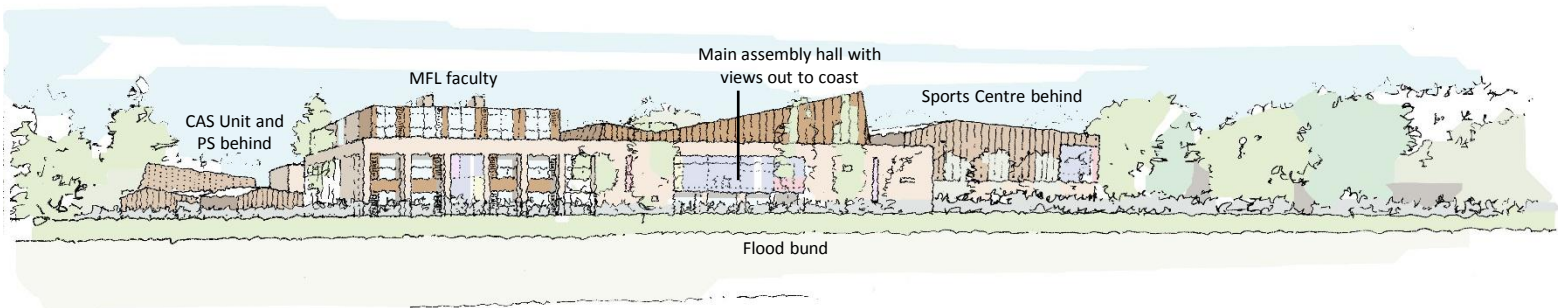 CAS Unit and
PS behind
MFL faculty
Main assembly hall with
views out to coast
Sports Centre behind
Flood bund